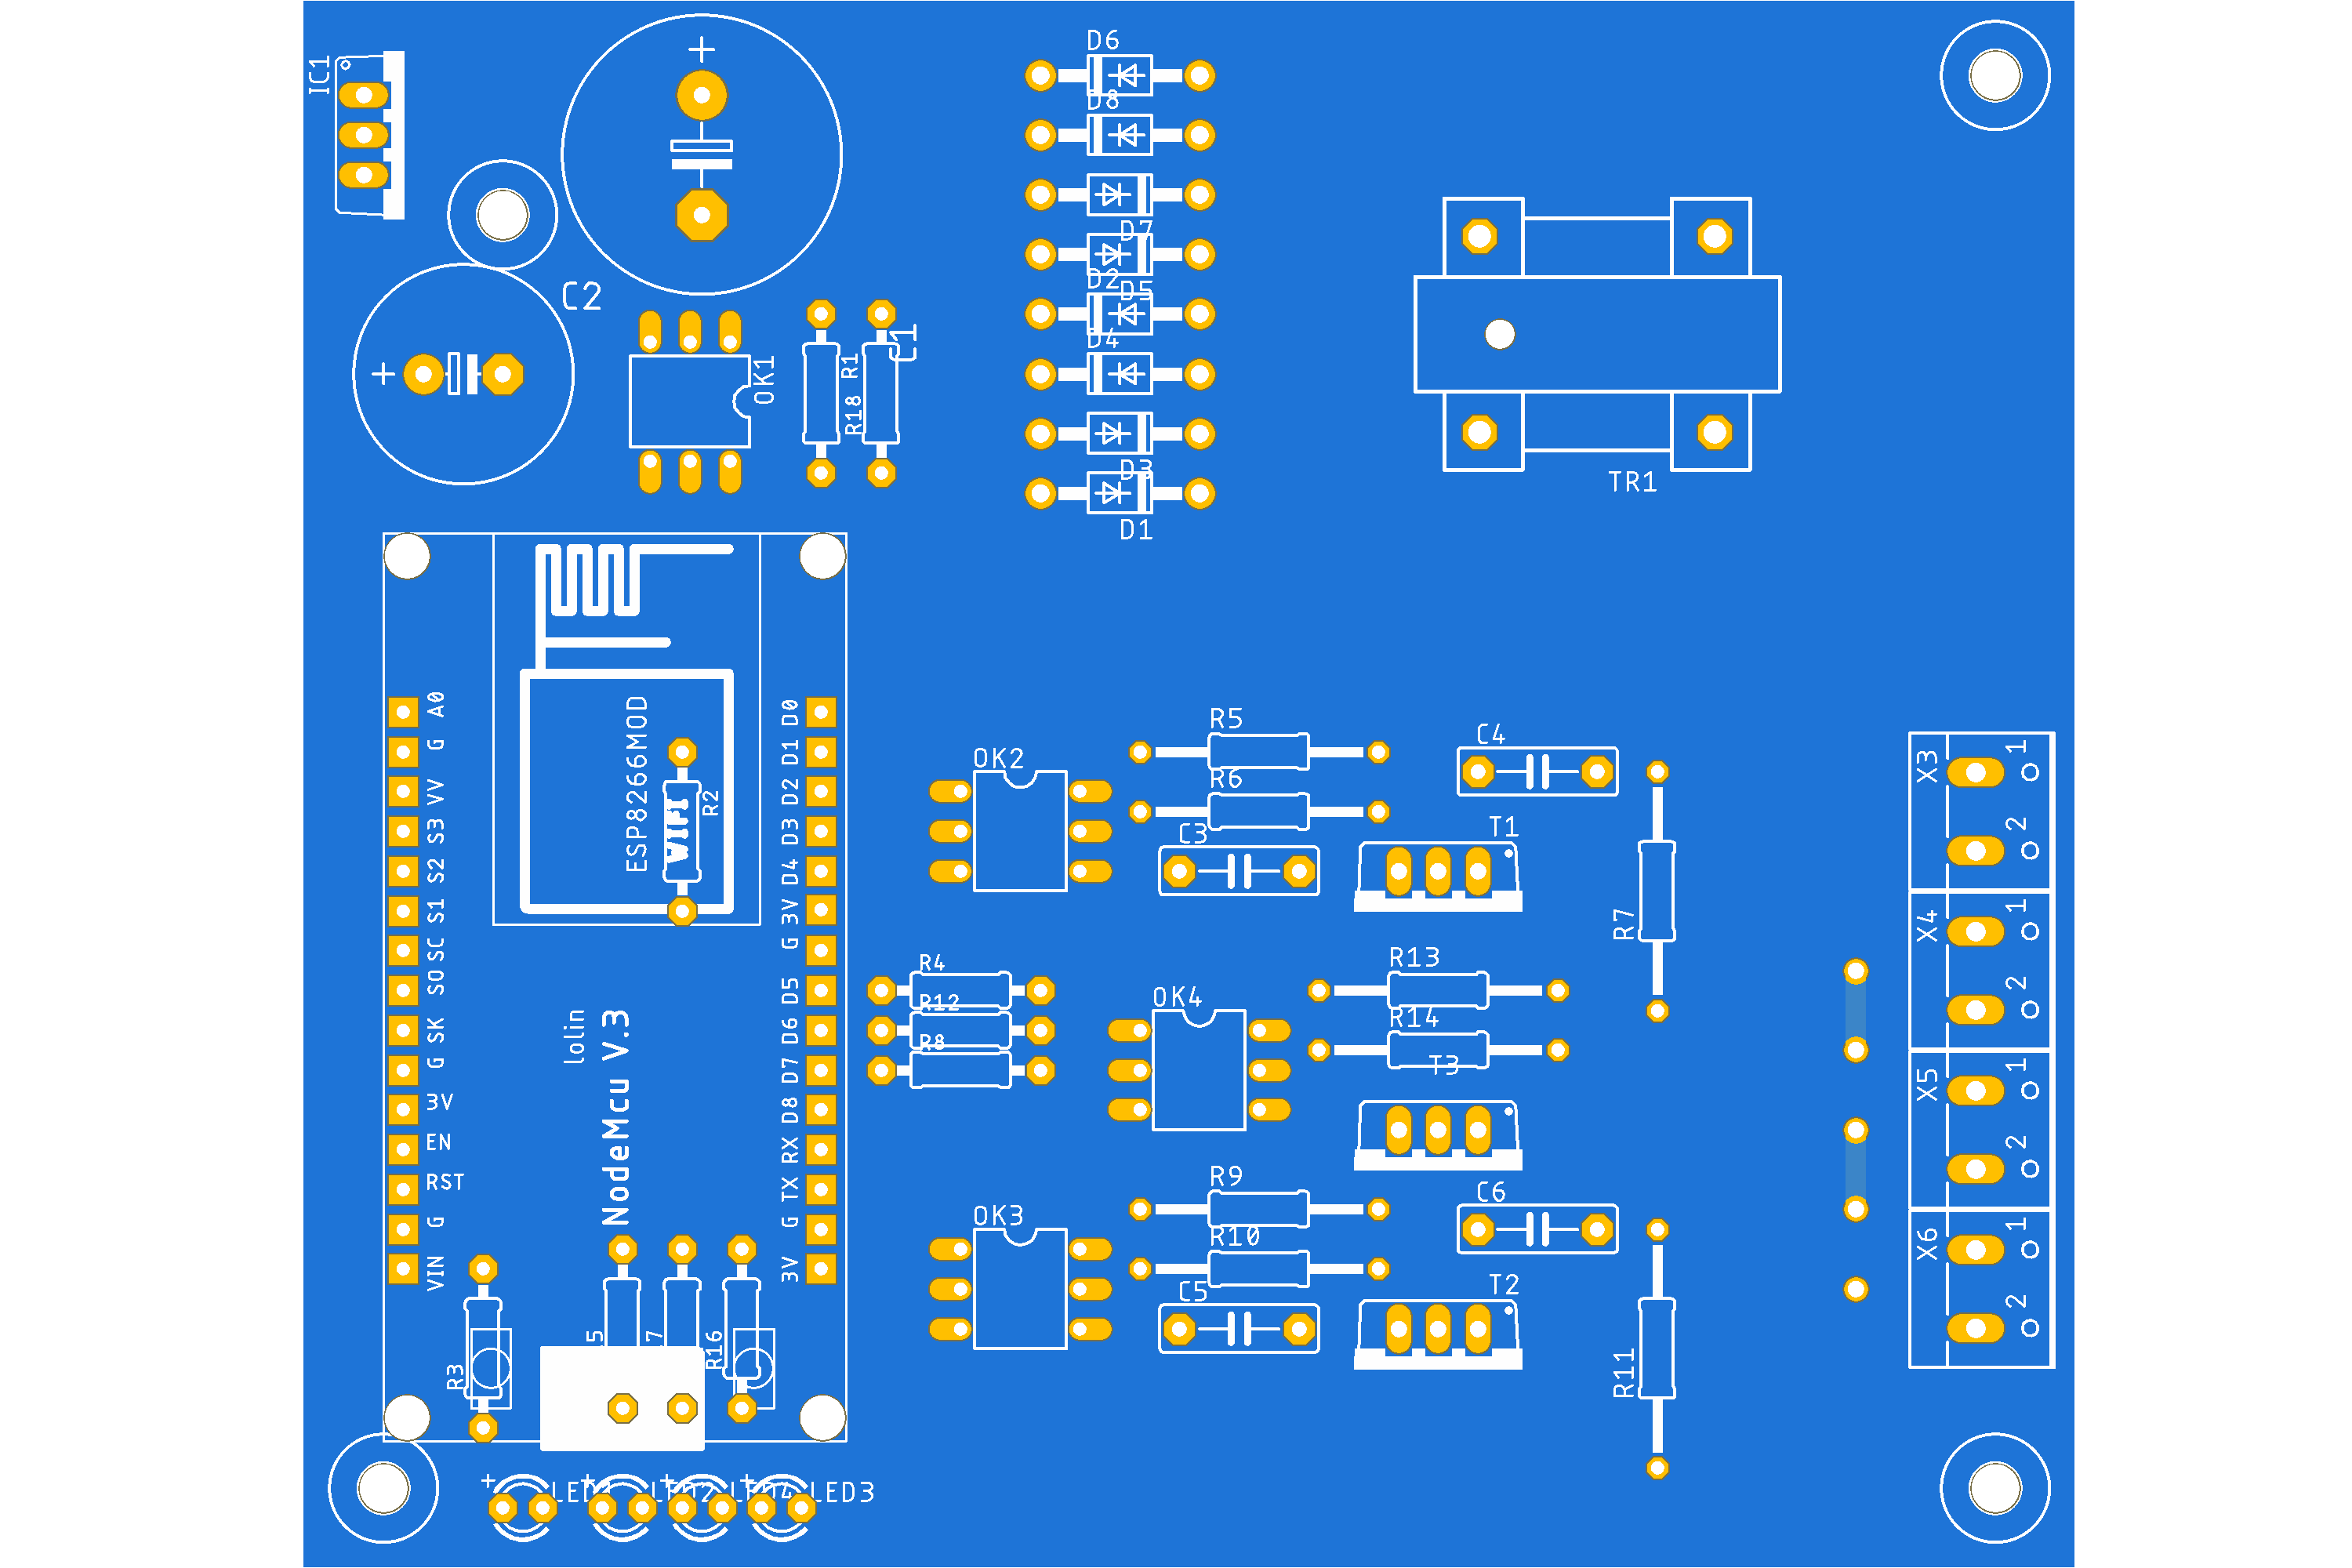 IC1
D6
D8
D7
D2
D5
D4
D3
D1
C2
C1
OK1
R1
R18
TR1
ESP8266MOD
WIFI
R2
A0
G
VV
S3
S2
S1
SC
SO
SK
G
3V
EN
RST
G
VIN
D0
D1
D2
D3
D4
3V
G
D5
D6
D7
D8
RX
TX
G
3V
Lolin
NodeMcu V.3
R3
5
7
R16
LED3
OK2
R5
R6
C3
C4
T1
R7
R4
R12
R8
OK4
R13
R14
T3
OK3
R9
R10
C5
C6
T2
R11
X3
1
2
X4
1
2
X5
1
2
X6
1
2